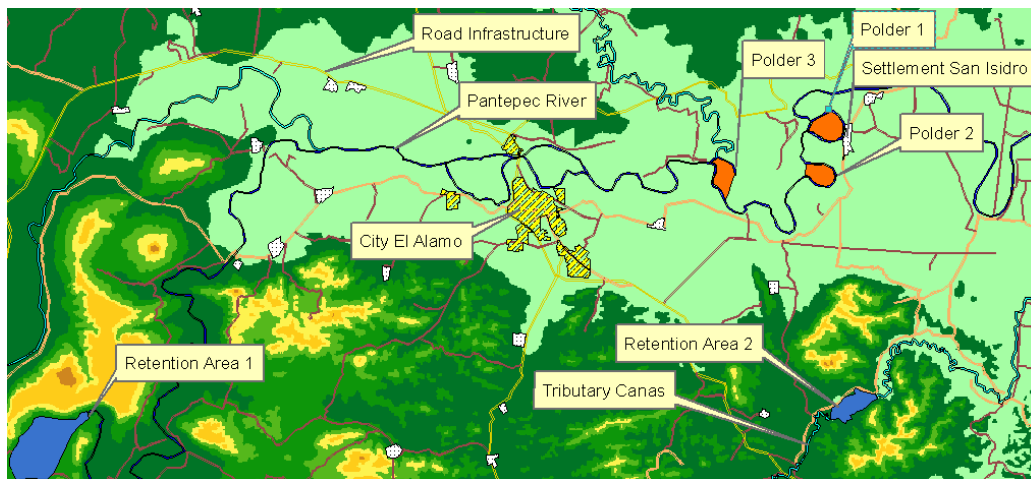 Road Infrastructure
Polder 1
Polder 3
Settlement San Isidro
Pantepec River
Polder 2
City El Alamo
Retention Area 2
Retention Area 1
Tributary Canas